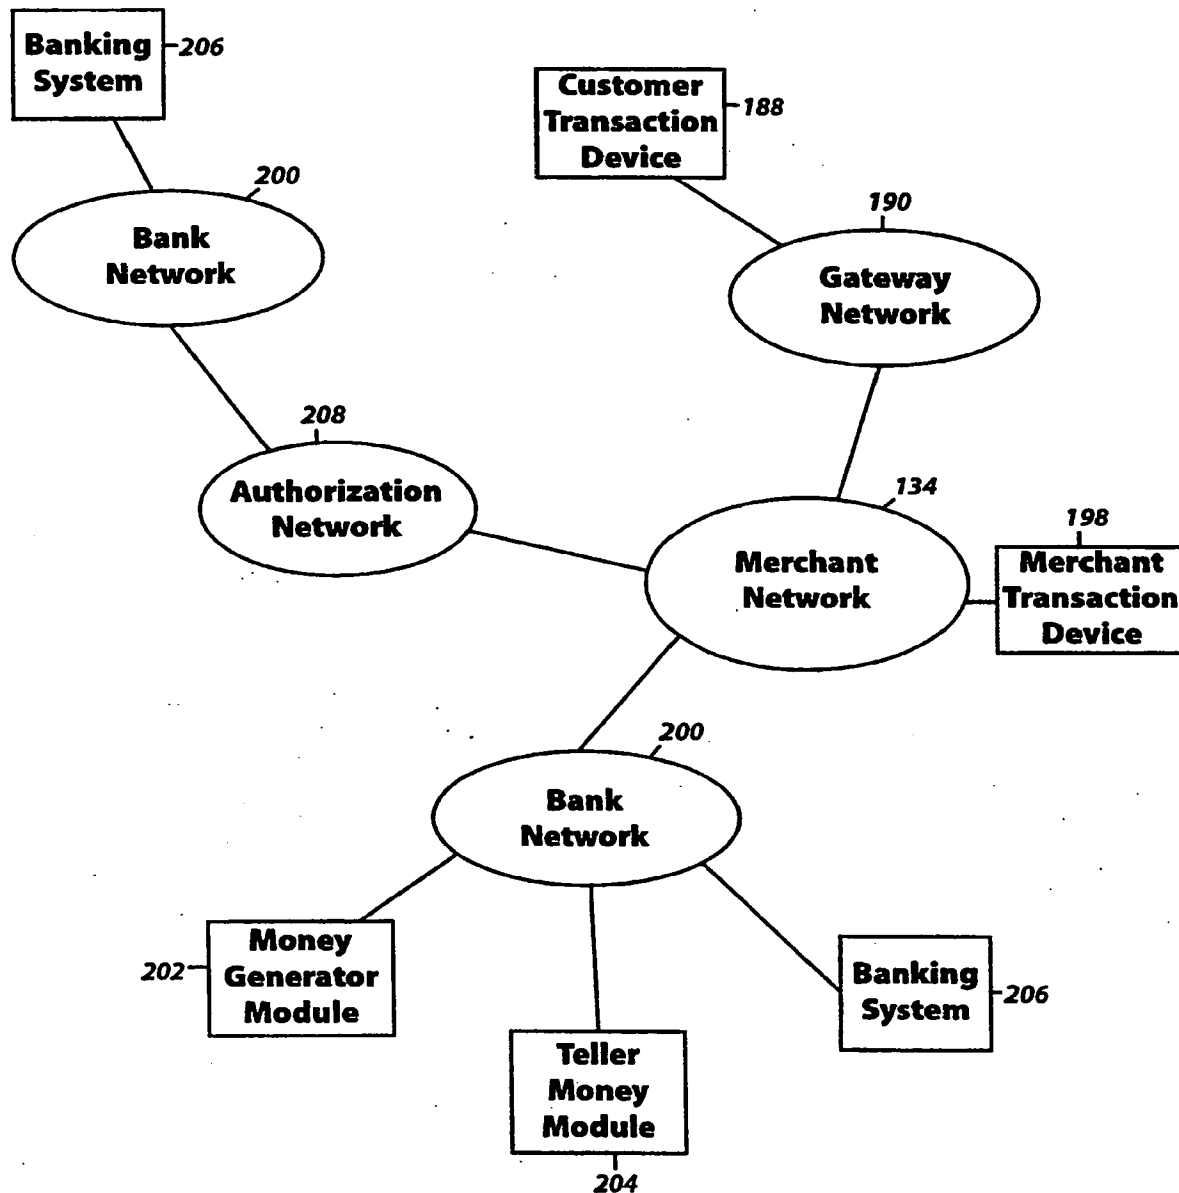 Banking
System
206
Customer
Transaction
Device
188
200
Bank
Network
190
Gateway
Network
208
Authorization
Network
134
Merchant
Network
198
Merchant
Transaction
Device
200
Bank
Network
Money
Generator
Module
202
Banking
System
206
Teller
Money
Module
204